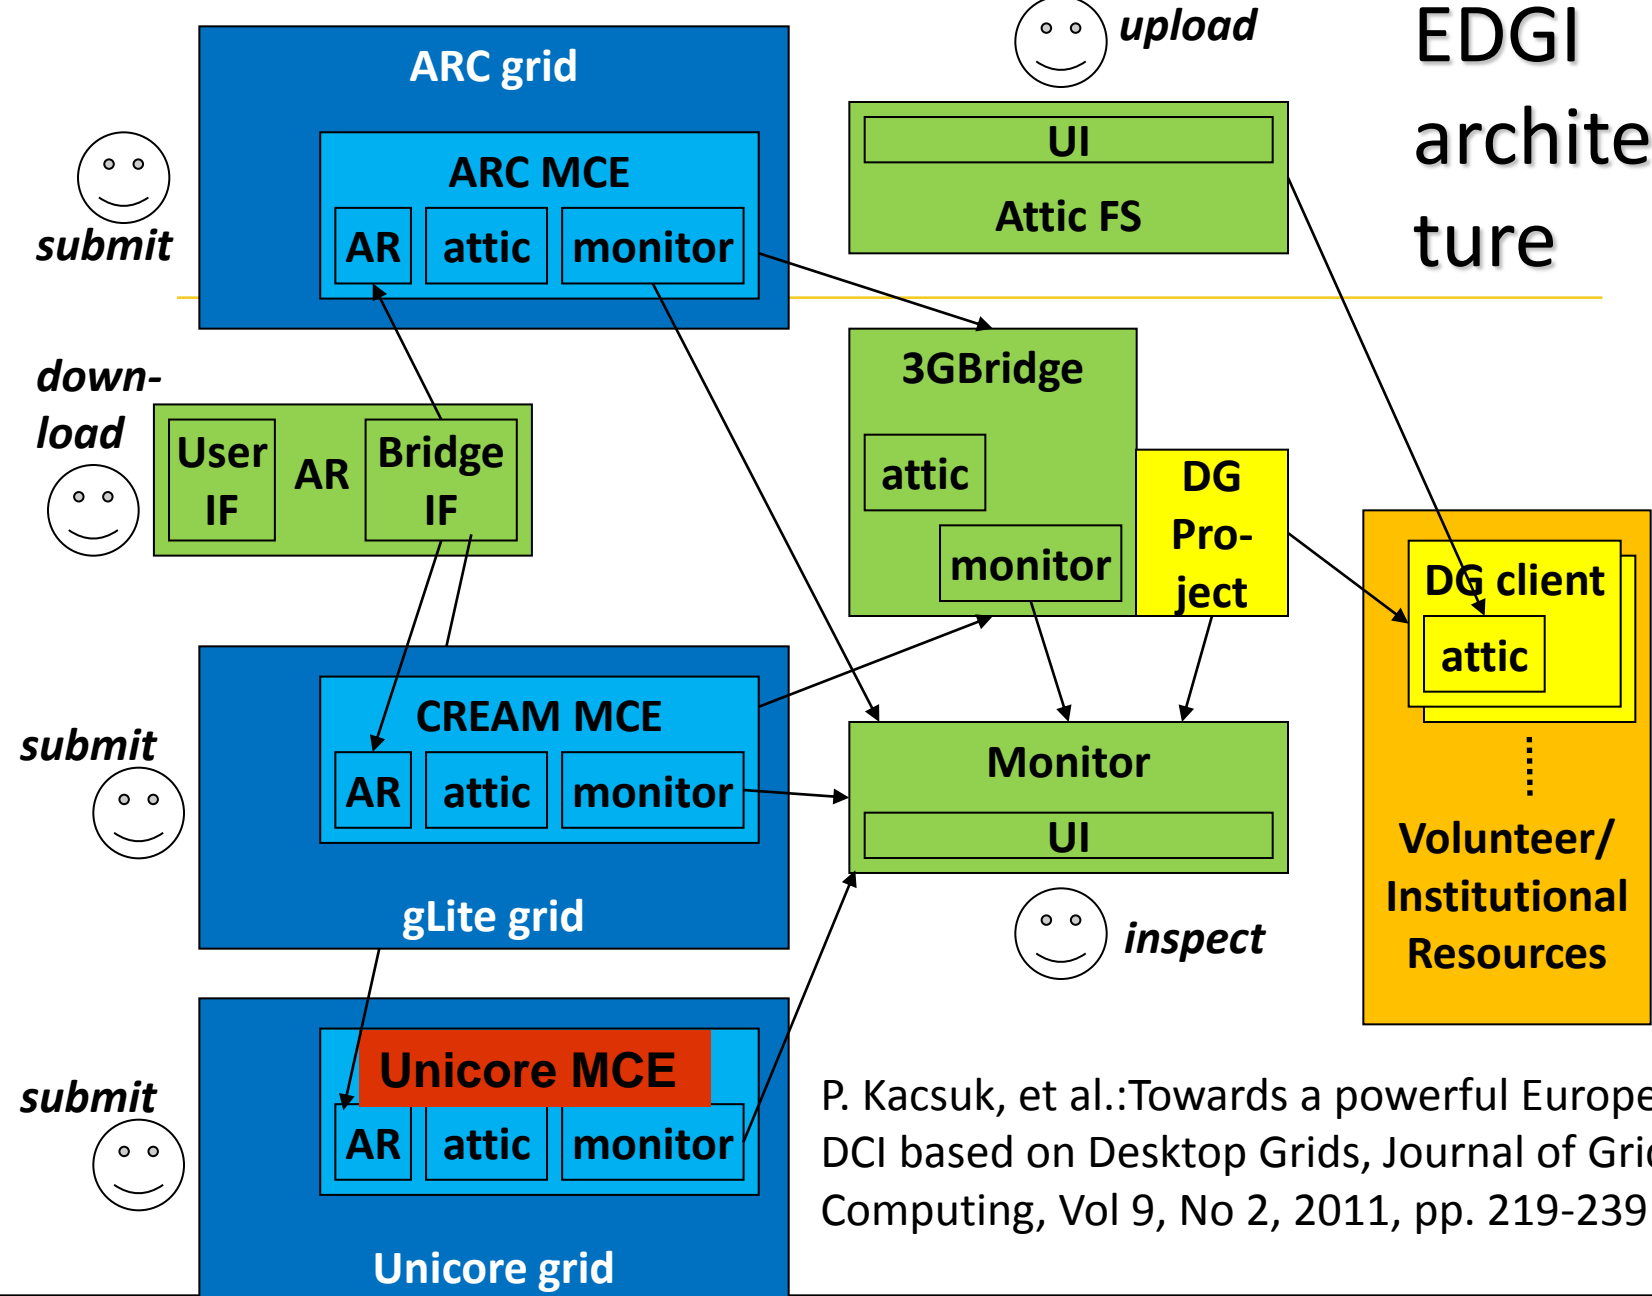 EDGI
archite
ture
upload
UI
Attic FS
ARC grid
ARC MCE
AR
attic
monitor
submit
down-
load
User
IF
AR
Bridge
IF
3GBridge
attic
monitor
DG
Pro-
ject
DG client
attic
Volunteer/
Institutional
Resources
submit
CREAM MCE
AR
attic
monitor
gLite grid
Monitor
UI
inspect
submit
Unicore MCE
AR
attic
monitor
Unicore grid
P. Kacsuk, et al.:Towards a powerful Europe
DCI based on Desktop Grids, Journal of Grid
Computing, Vol 9, No 2, 2011, pp. 219-239